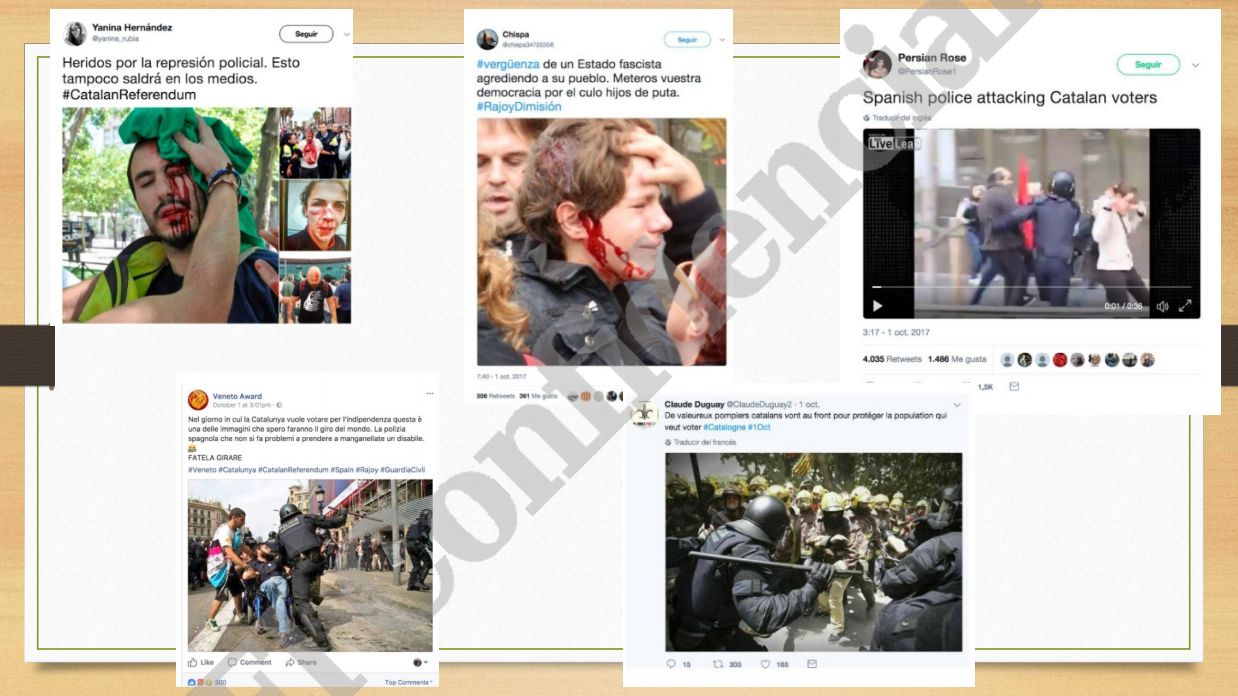 Yanina Hernández
@yanina_rubia
Seguir
Heridos por la represión policial. Esto
tampoco saldrá en los medios.
#CatalanReferendum
Chispa
@chispa34720356
Seguir
#vergüenza de un Estado fascista
agrediendo a su pueblo. Meteros vuestra
democracia por el culo hijos de puta.
#RajoyDimisión
7:40 - 1 oct. 2017
556 Retweets 391 Me gusta
Persian Rose
@PersianRose1
Seguir
Spanish police attacking Catalan voters
Traducir del inglés
LiveLeak
0:01 / 0:36
3:17 - 1 oct. 2017
4.035 Retweets 1.486 Me gusta
1,5K
Veneto Award
October 1 at 3:01pm
Nel giorno in cui la Catalunya vuole votare per l'indipendenza questa è
una delle immagini che spero faranno il giro del mondo. La polizia
spagnola che non si fa problemi a prendere a manganellate un disabile.
FATELA GIRARE
#Veneto #Catalunya #CatalanReferendum #Spain #Rajoy #GuardiaCivil
Like Comment Share
600
Top Comments
Claude Duguay @ClaudeDuguay2 - 1 oct.
De valeureux pompiers catalans vont au front pour protéger la population qui
veut voter #Catalogne #1Oct
Traducir del francés
15 205 165
El confidencial